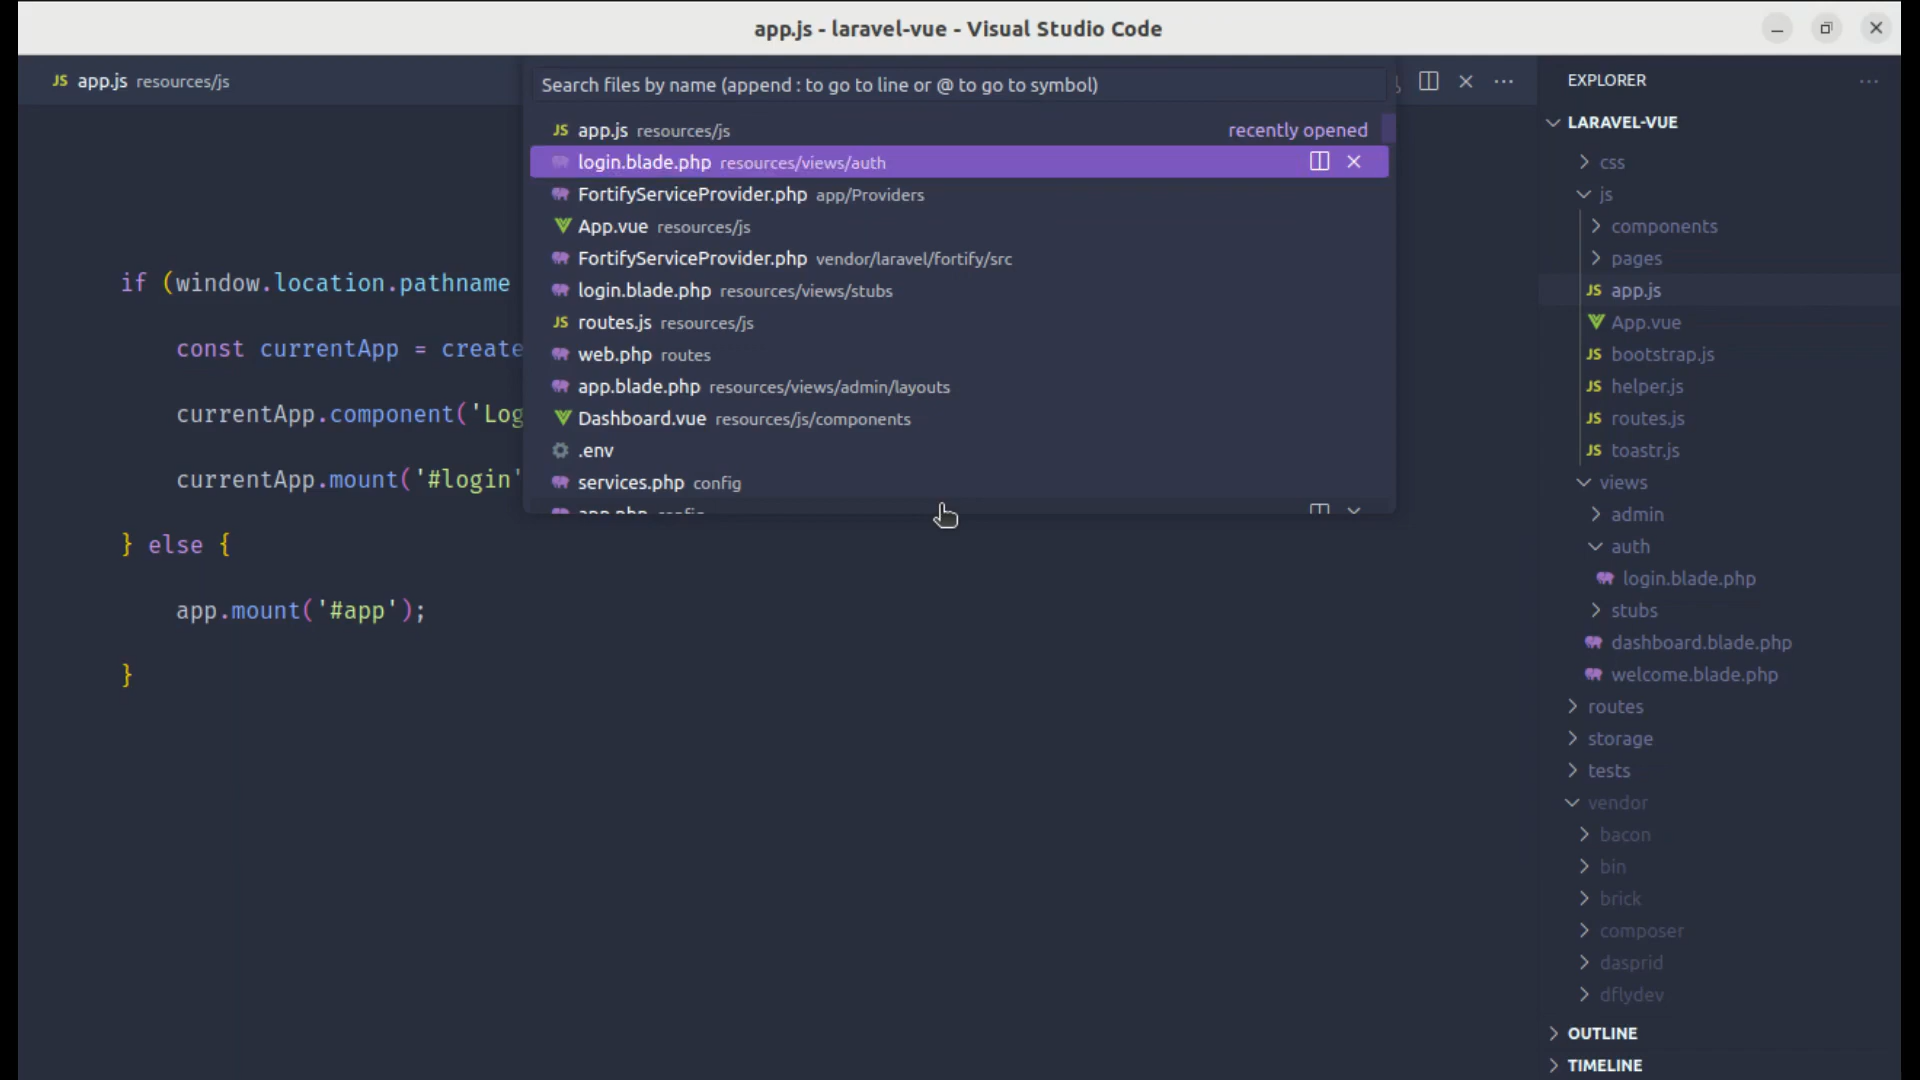 app.js - laravel-vue - Visual Studio Code
JS app.js resources/js
Search files by name (append : to go to line or @ to go to symbol)
JS app.js resources/js recently opened
login.blade.php resources/views/auth
FortifyServiceProvider.php app/Providers
App.vue resources/js
FortifyServiceProvider.php vendor/laravel/fortify/src
login.blade.php resources/views/stubs
JS routes.js resources/js
web.php routes
app.blade.php resources/views/admin/layouts
Dashboard.vue resources/js/components
.env
services.php config
app.php config
if (window.location.pathname
const currentApp = create
currentApp.component('Log
currentApp.mount('#login'
} else {
app.mount('#app');
}
EXPLORER
LARAVEL-VUE
css
js
components
pages
JS app.js
App.vue
JS bootstrap.js
JS helper.js
JS routes.js
JS toastr.js
views
admin
auth
login.blade.php
stubs
dashboard.blade.php
welcome.blade.php
routes
storage
tests
vendor
bacon
bin
brick
composer
dasprid
dflydev
OUTLINE
TIMELINE